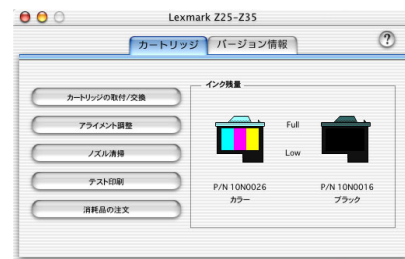 Lexmark Z25-Z35
カートリッジ バージョン情報
?
インク残量
カートリッジの取付/交換
アライメント調整
ノズル清掃
テスト印刷
消耗品の注文
Full
Low
P/N 10N0026
カラー
P/N 10N0016
ブラック